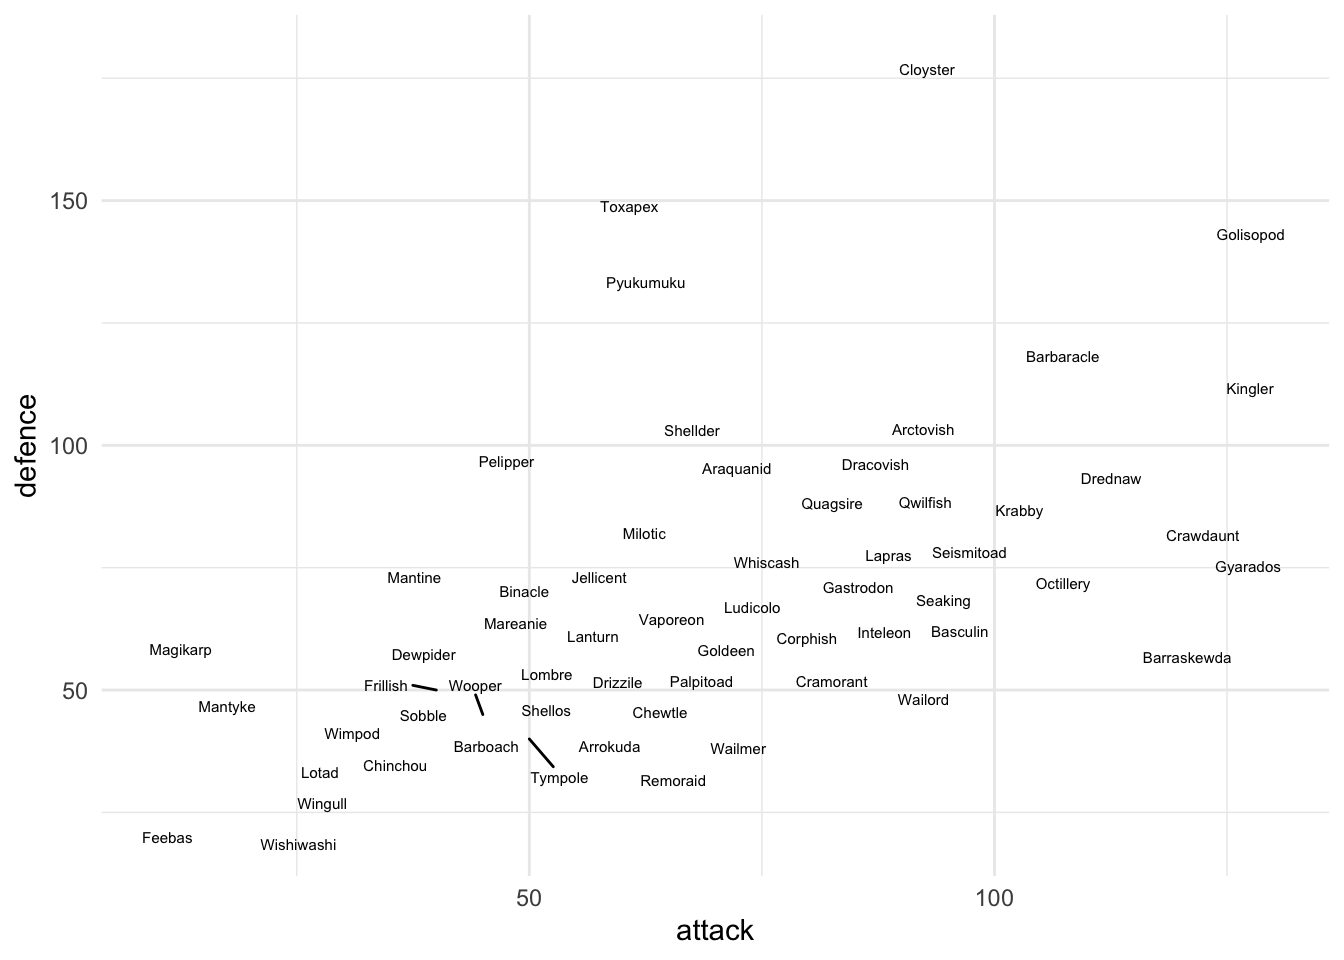 Cloyster
150
Toxapex
Golisopod
Pyukumuku
Barbaracle
Kingler
Shellder
Arctovish
100
Pelipper
Araquanid
Dracovish
Drednaw
Quagsire
Qwilfish
Krabby
Milotic
Crawdaunt
Whiscash
Lapras
Seismitoad
Gyarados
Mantine
Jellicent
Octillery
Binacle
Gastrodon
Seaking
Ludicolo
Mareanie
Vaporeon
Lanturn
Corphish
Inteleon
Basculin
Magikarp
Dewpider
Goldeen
Barraskewda
Lombre
50
Frillish
Wooper
Drizzile
Palpitoad
Cramorant
Wailord
Mantyke
Sobble
Shellos
Chewtle
Wimpod
Barboach
Arrokuda
Wailmer
Chinchou
Lotad
Tympole
Remoraid
Wingull
Feebas
Wishiwashi
defence
50
100
attack